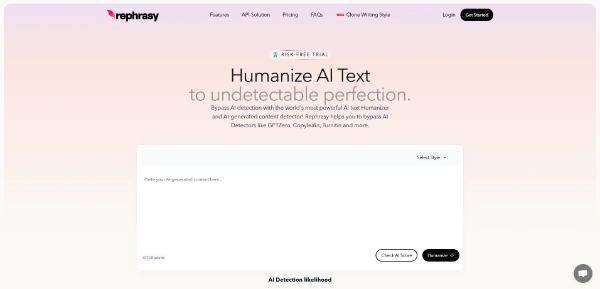 rephrasy
Features API-Solution Pricing FAQs Clone Writing Style Login Get Started
RISK-FREE TRIAL
Humanize AI Text
to undetectable perfection.
Bypass AI detection with the world's most powerful AI text Humanizer
and AI-generated content detector! Rephrasy helps you to bypass AI
Detectors like GPTZero, Copyleaks, Turnitin and more.
Select Style
Paste your AI-generated content here...
words
Check AI Score Humanize
AI Detection likelihood